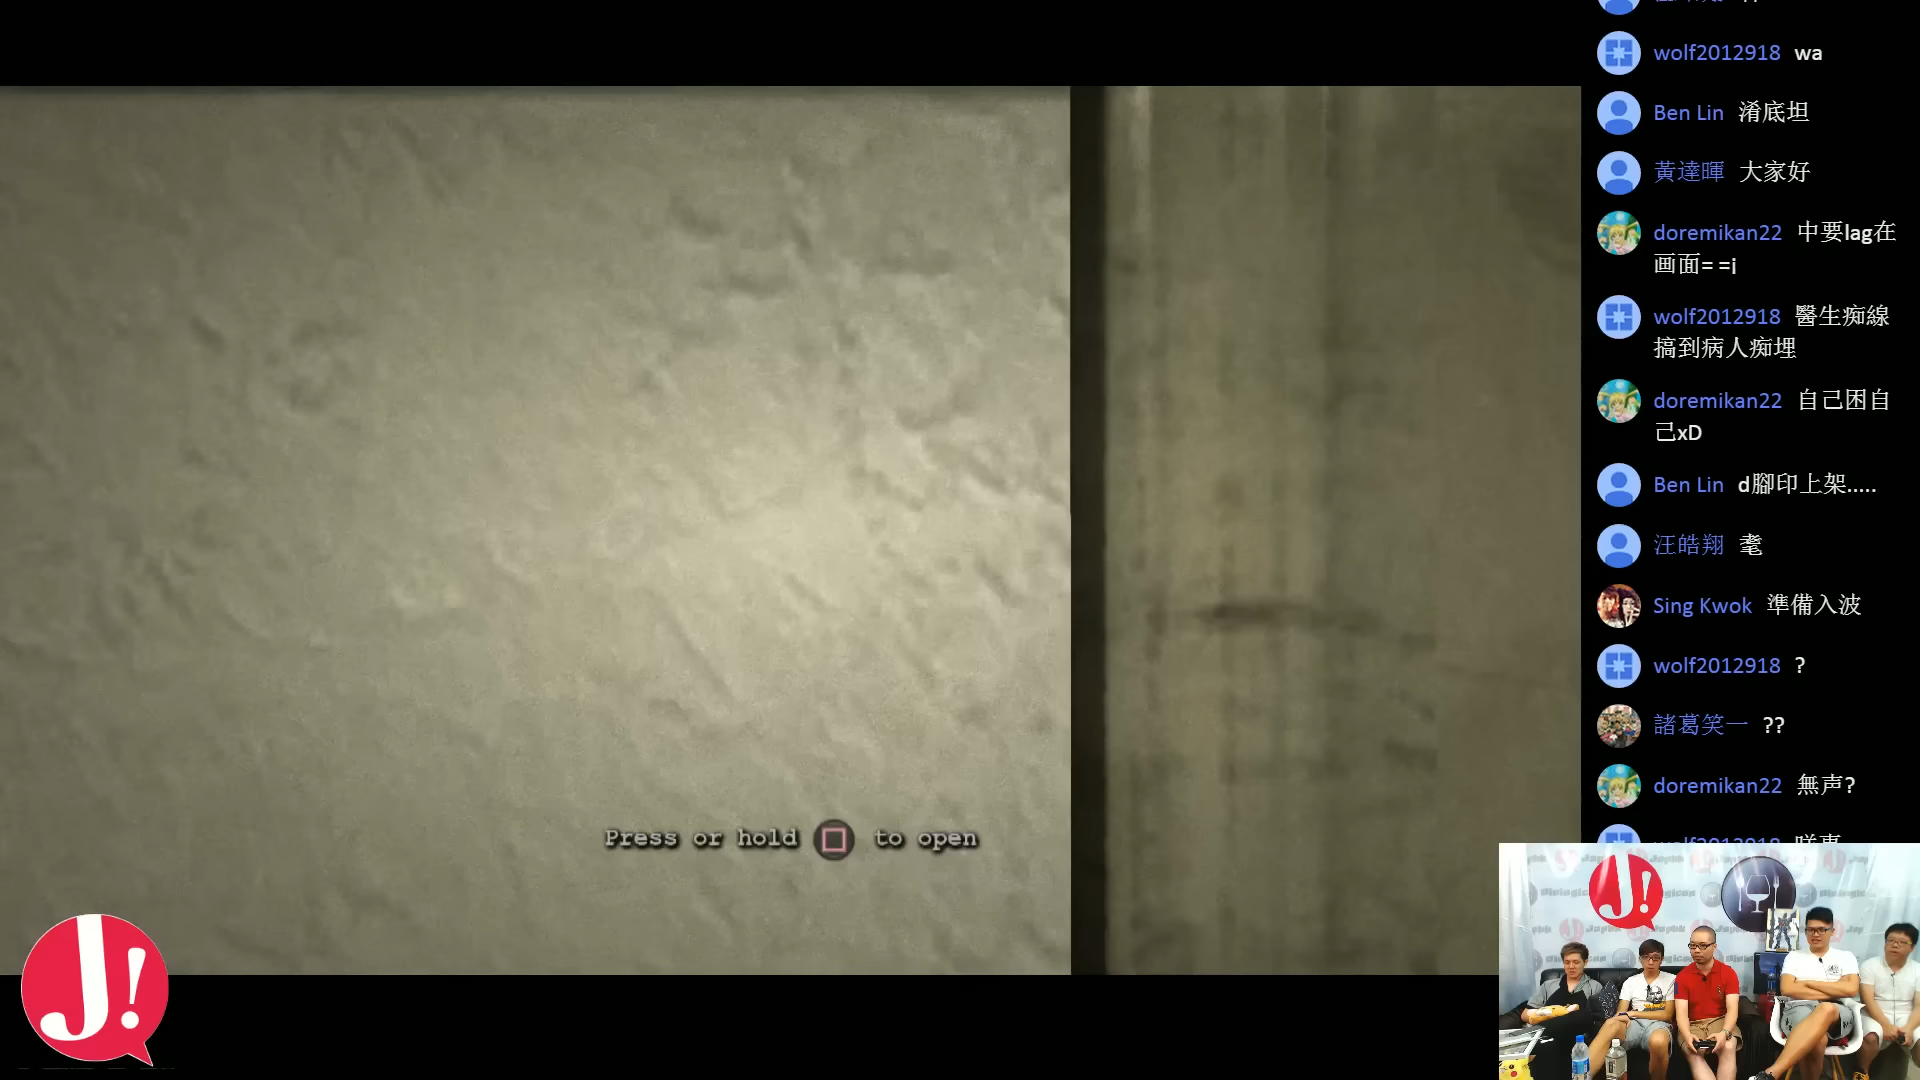 wolf2012918 wa
Ben Lin 淆底坦
黃達暉 大家好
doremikan22 中要lag在
画面= =i
wolf2012918 醫生痴線
搞到病人痴埋
doremikan22 自己困自
己xD
Ben Lin d腳印上架.....
汪皓翔 耄
Sing Kwok 準備入波
wolf2012918 ?
諸葛笑一 ??
doremikan22 無声?
Press or hold to open
J!
J!